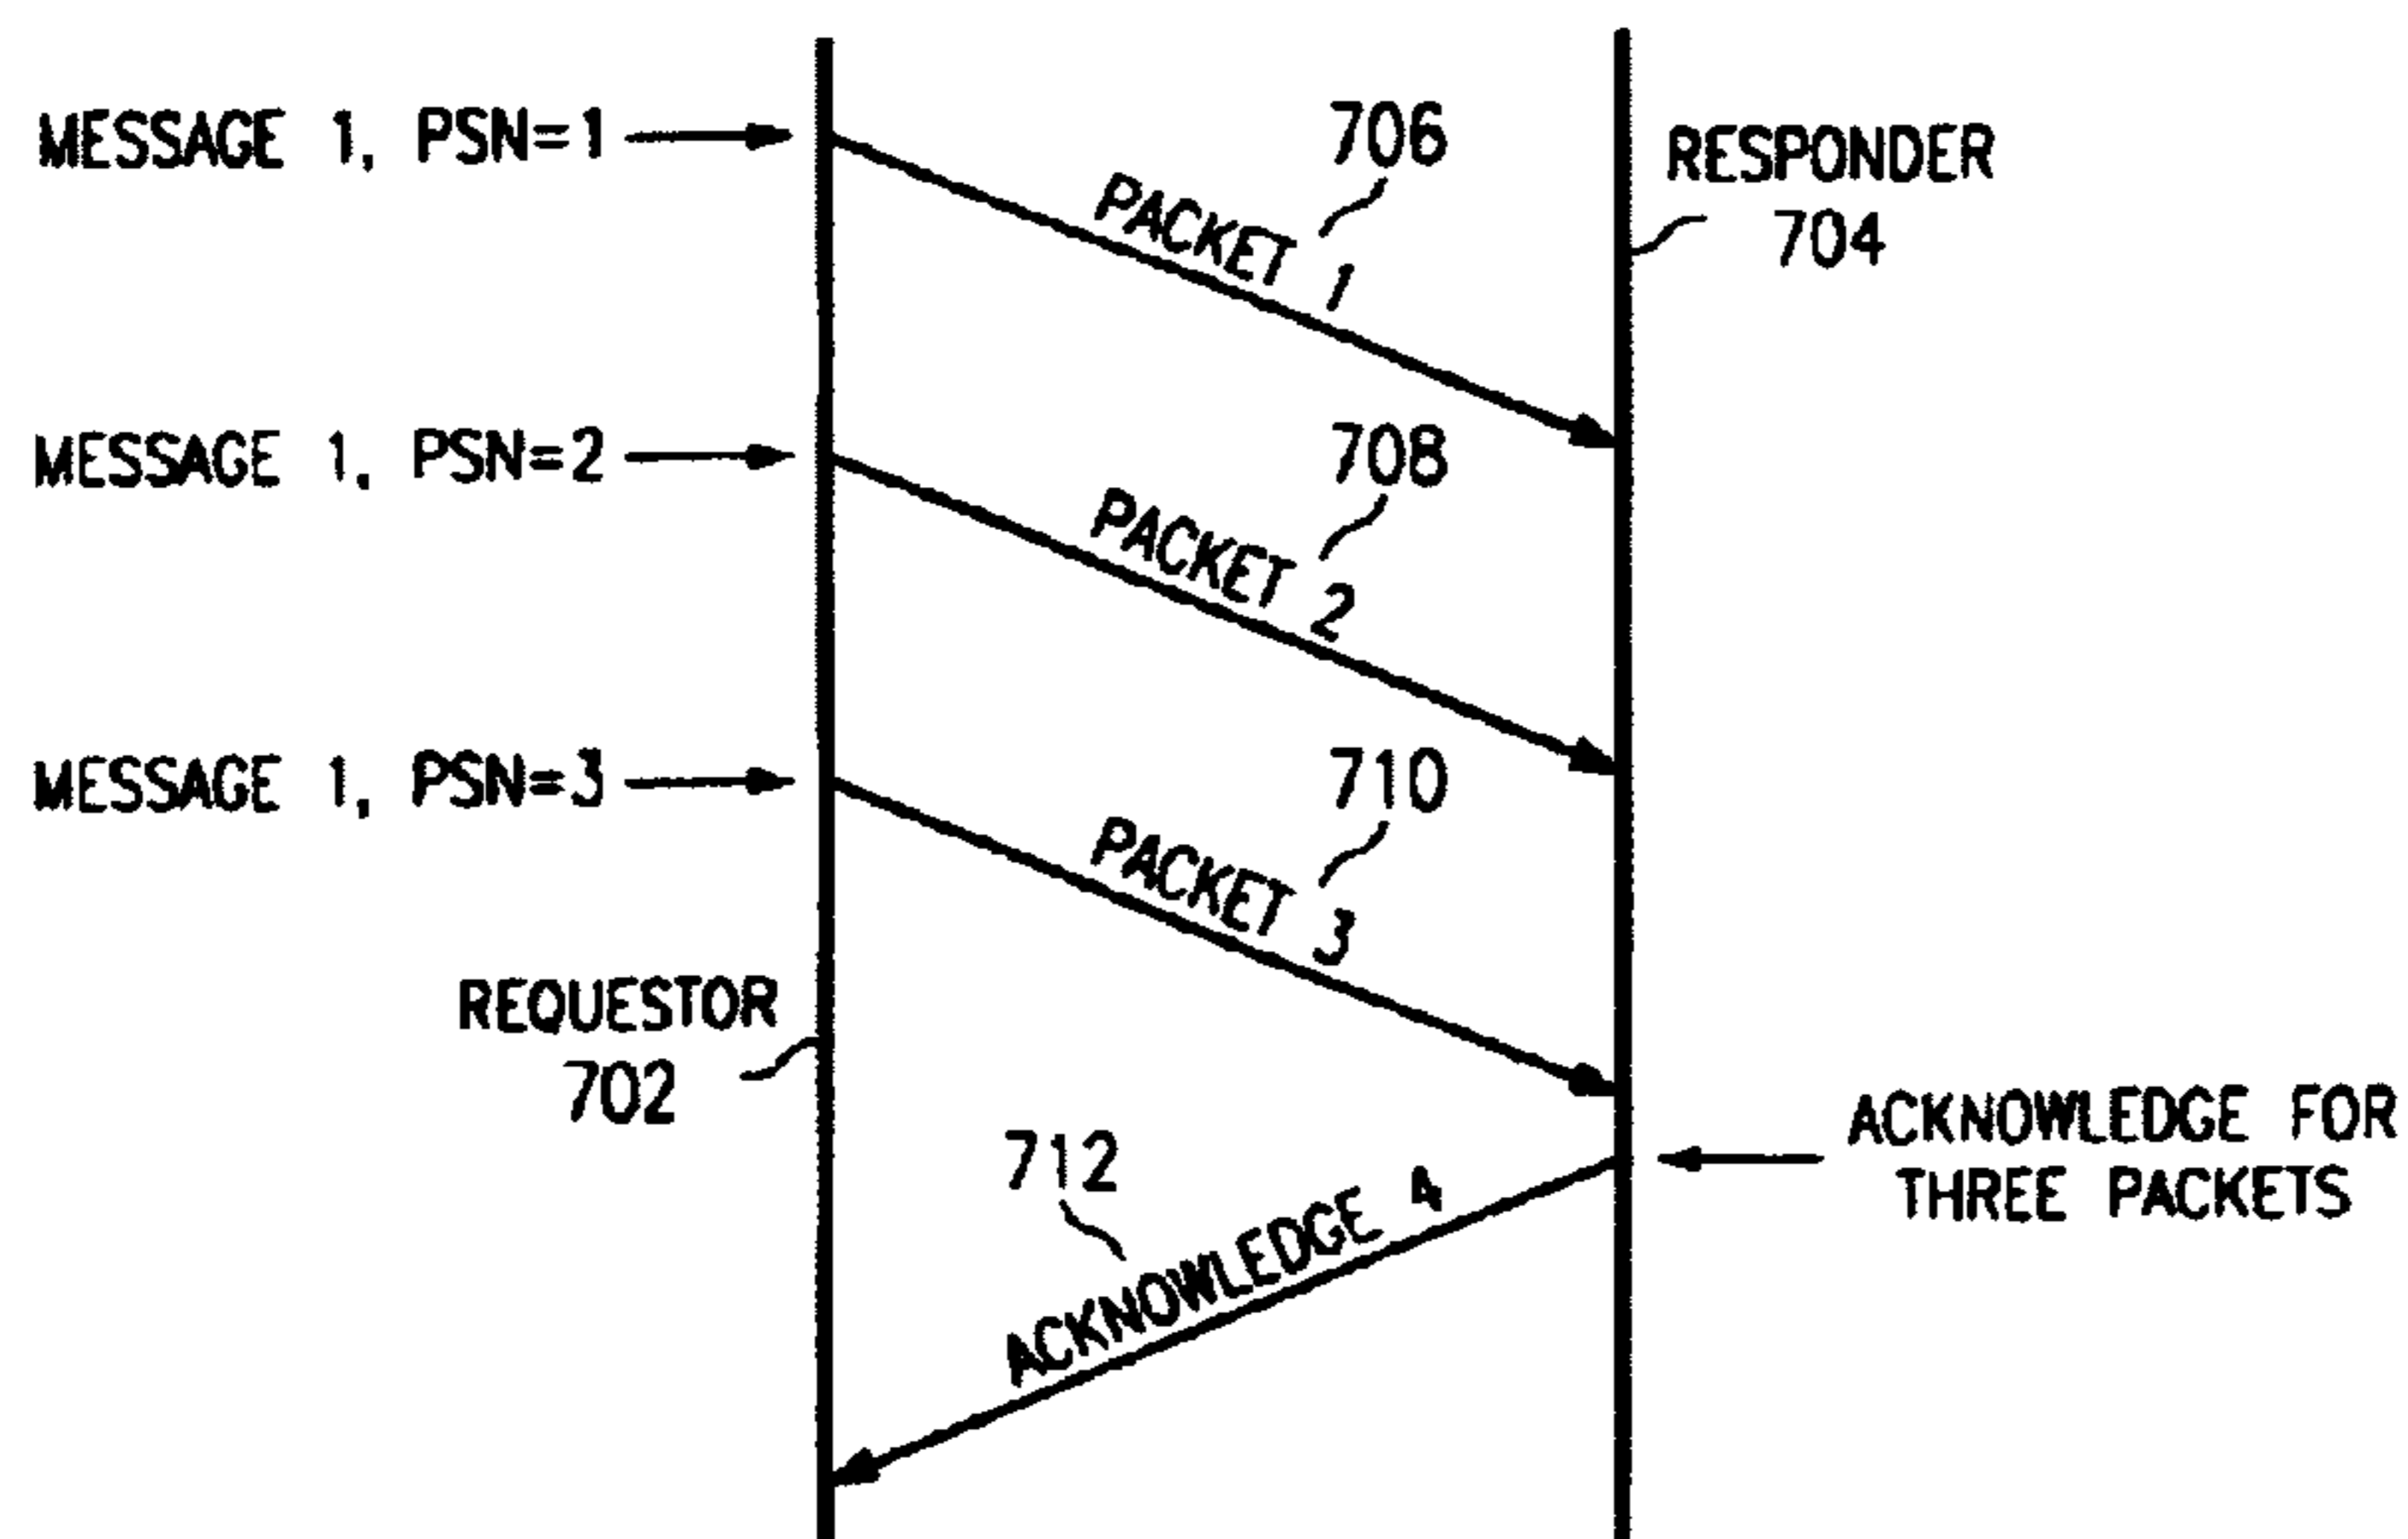 MESSAGE 1, PSN=1
706
PACKET 1
RESPONDER
704
MESSAGE 1, PSN=2
708
PACKET 2
MESSAGE 1, PSN=3
710
PACKET 3
REQUESTOR
702
712
ACKNOWLEDGE 4
ACKNOWLEDGE FOR
THREE PACKETS